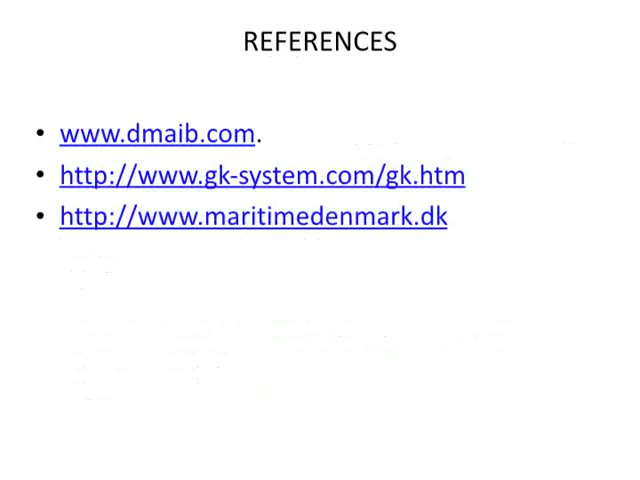 REFERENCES
• www.dmaib.com.
• http://www.gk-system.com/gk.htm
• http://www.maritimedenmark.dk